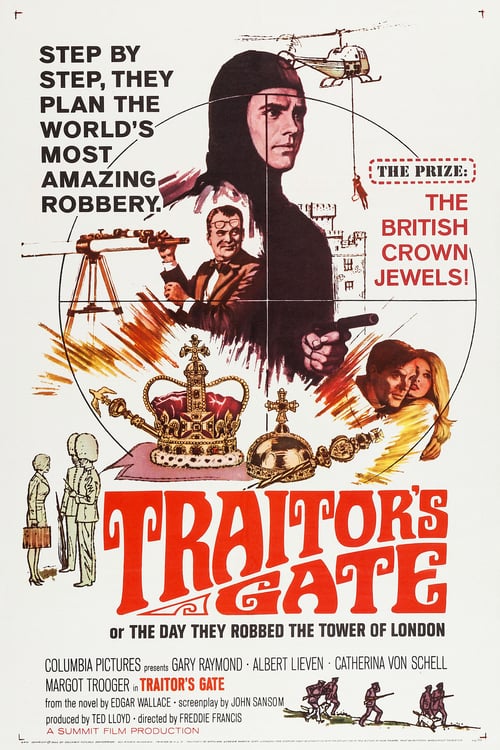 STEP BY
STEP, THEY
PLAN THE
WORLD'S
MOST
AMAZING
ROBBERY.
THE PRIZE:
THE
BRITISH
CROWN
JEWELS!
TRAITOR'S
GATE
or THE DAY THEY ROBBED THE TOWER OF LONDON
COLUMBIA PICTURES presents GARY RAYMOND • ALBERT LIEVEN • CATHERINA VON SCHELL
MARGOT TROOGER in TRAITOR'S GATE
from the novel by EDGAR WALLACE • screenplay by JOHN SANSOM
produced by TED LLOYD • directed by FREDDIE FRANCIS
A SUMMIT FILM PRODUCTION